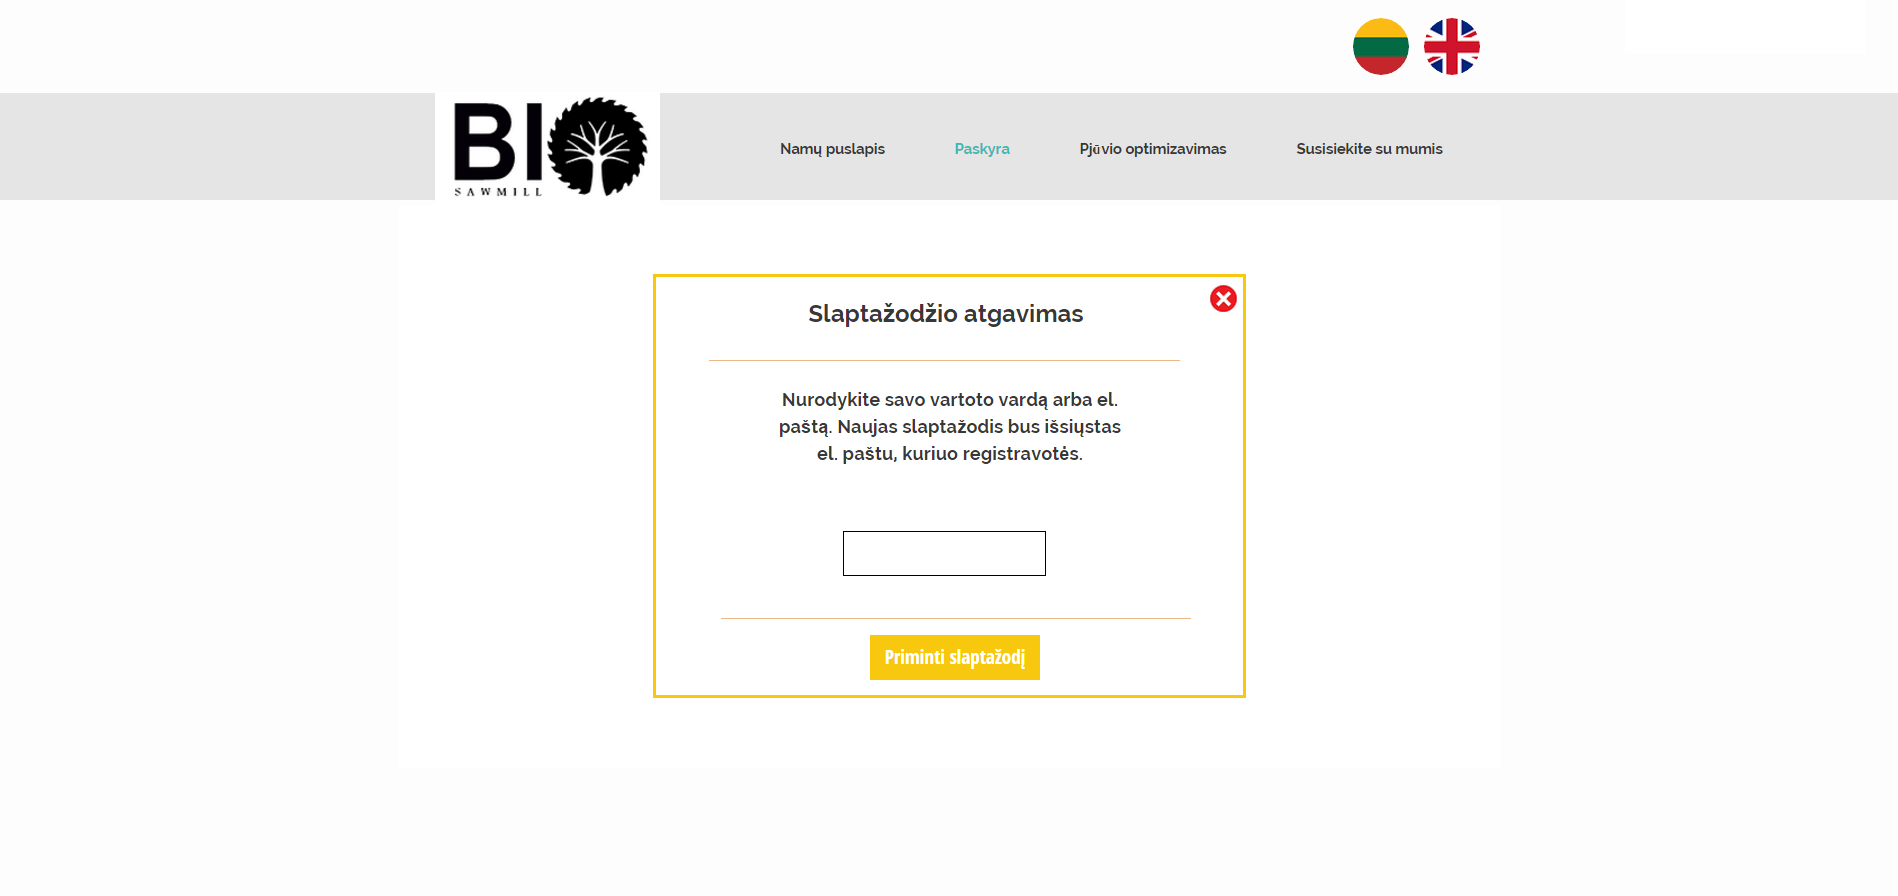 BIO
SAWMILL
Namų puslapis
Paskyra
Pjūvio optimizavimas
Susisiekite su mumis
Slaptažodžio atgavimas
Nurodykite savo vartoto vardą arba el.
paštą. Naujas slaptažodis bus išsiųstas
el. paštu, kuriuo registravotės.
Priminti slaptažodį